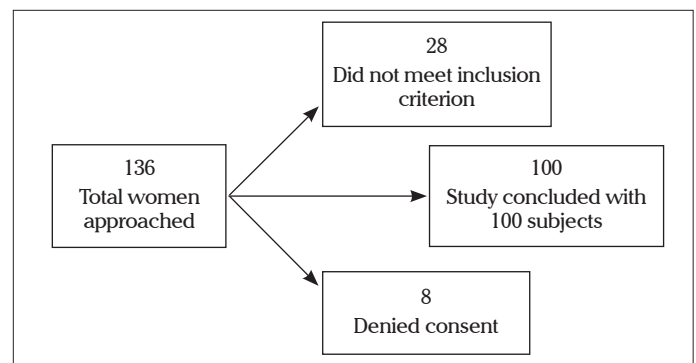 28
Did not meet inclusion
criterion
136
Total women
approached
100
Study concluded with
100 subjects
8
Denied consent